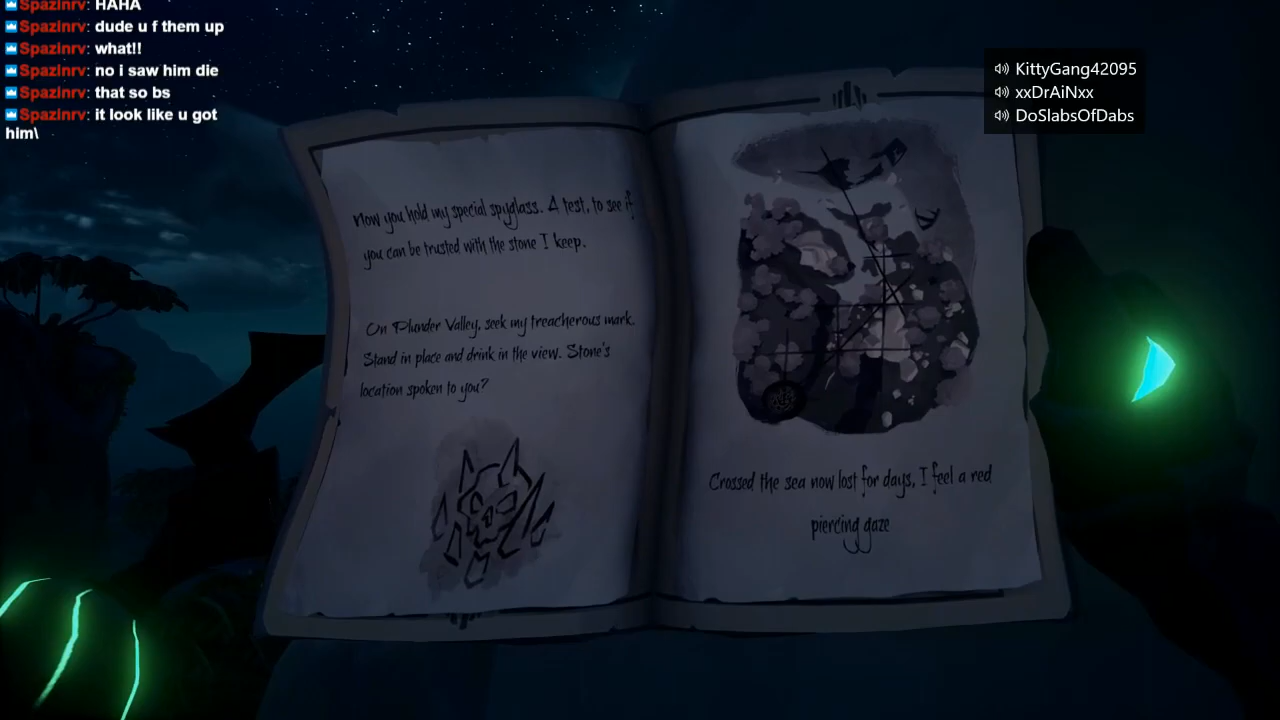 Spazinrv: HAHA
Spazinrv: dude u f them up
Spazinrv: what!!
Spazinrv: no i saw him die
Spazinrv: that so bs
Spazinrv: it look like u got
him\
KittyGang42095
xxDrAiNxx
DoSlabsOfDabs
Now you hold my special spyglass. A test, to see if
you can be trusted with the stone I keep.
On Plunder Valley, seek my treacherous mark.
Stand in place and drink in the view. Stone's
location spoken to you?
Crossed the sea now lost for days, I feel a red
piercing gaze